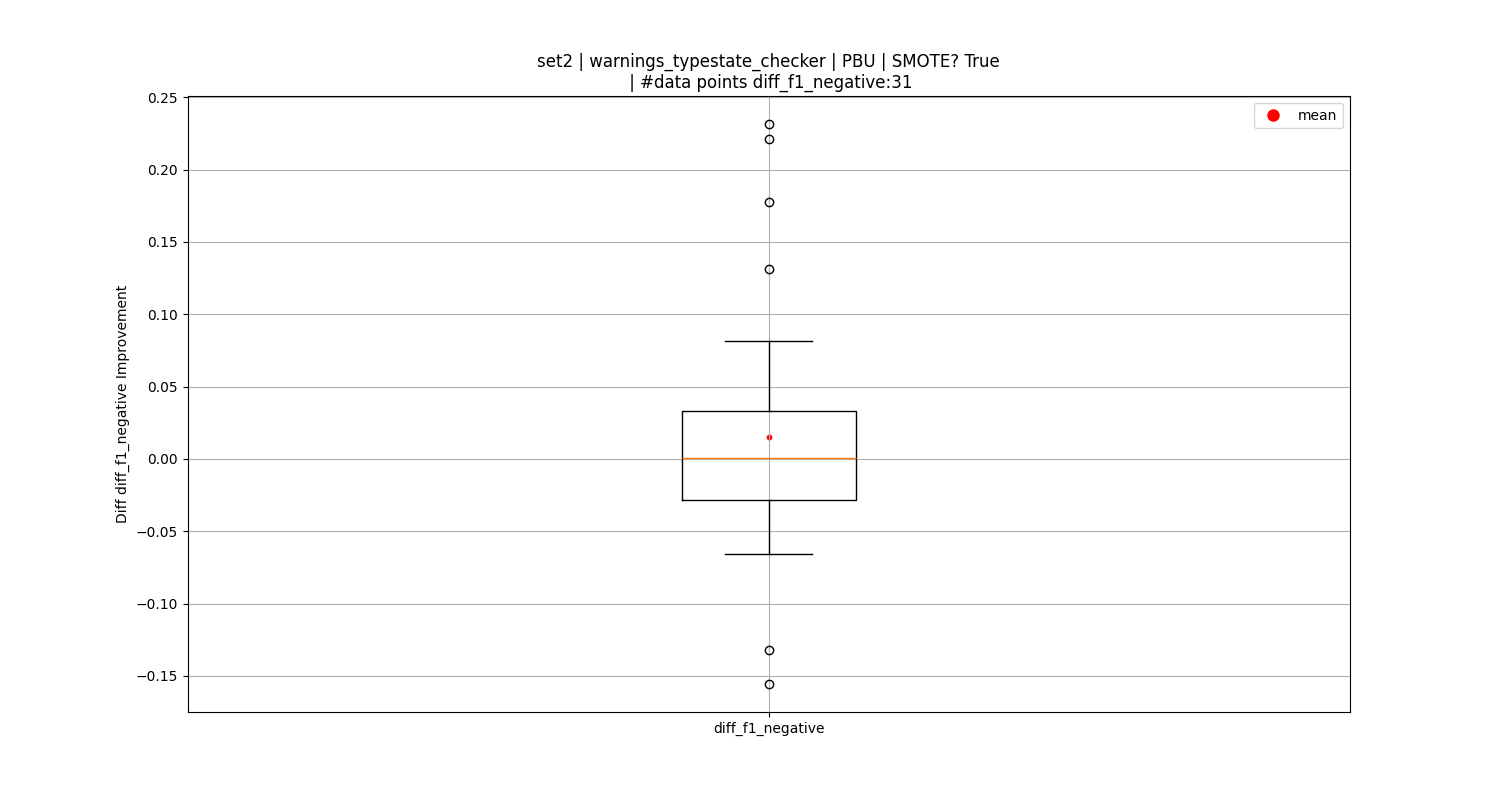 set2 | warnings_typestate_checker | PBU | SMOTE? True
| #data points diff_f1_negative:31
0.25
mean
0.20
0.15
0.10
0.05
0.00
−0.05
−0.10
−0.15
Diff diff_f1_negative Improvement
diff_f1_negative